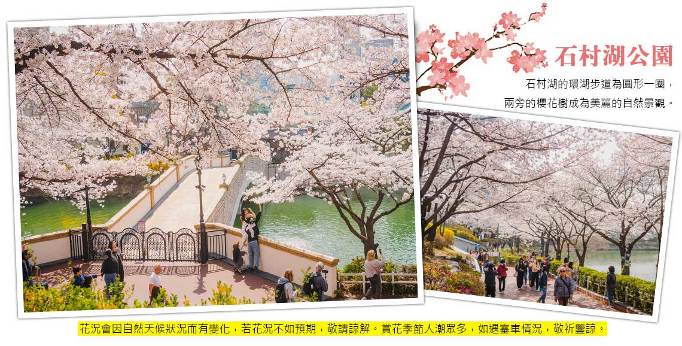 石村湖公園
石村湖的環湖步道為圓形一圈，
兩旁的櫻花樹成為美麗的自然景觀。
花況會因自然天候狀況而有變化，若花況不如預期，敬請諒解。賞花季節人潮眾多，如遇塞車情況，敬祈鑒諒。